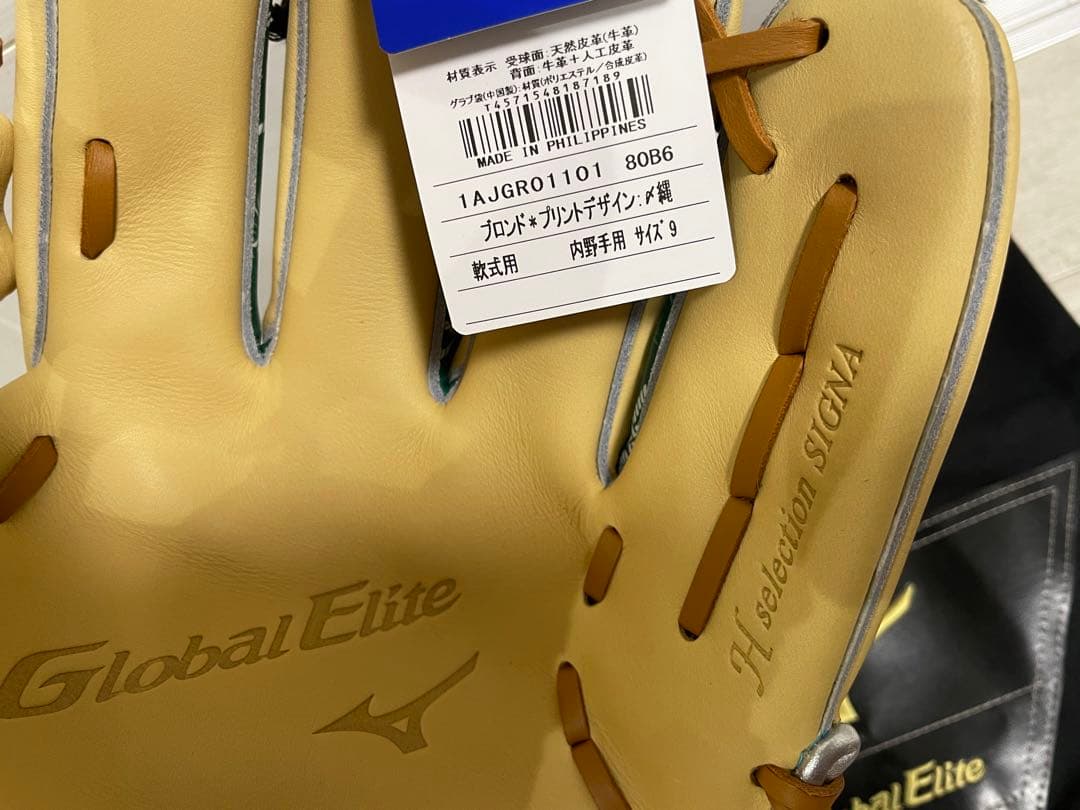 材質表示 受球面:天然皮革(牛革)
背面:牛革+人工皮革
グラブ袋(中国製):材質(ポリエステル/合成皮革)
T4571548187189
MADE IN PHILIPPINES
1AJGR01101 80B6
ブロンド*プリントデザイン:〆縄
軟式用 内野手用 サイズ9
H selection SIGNA
Global Elite
Global Elite